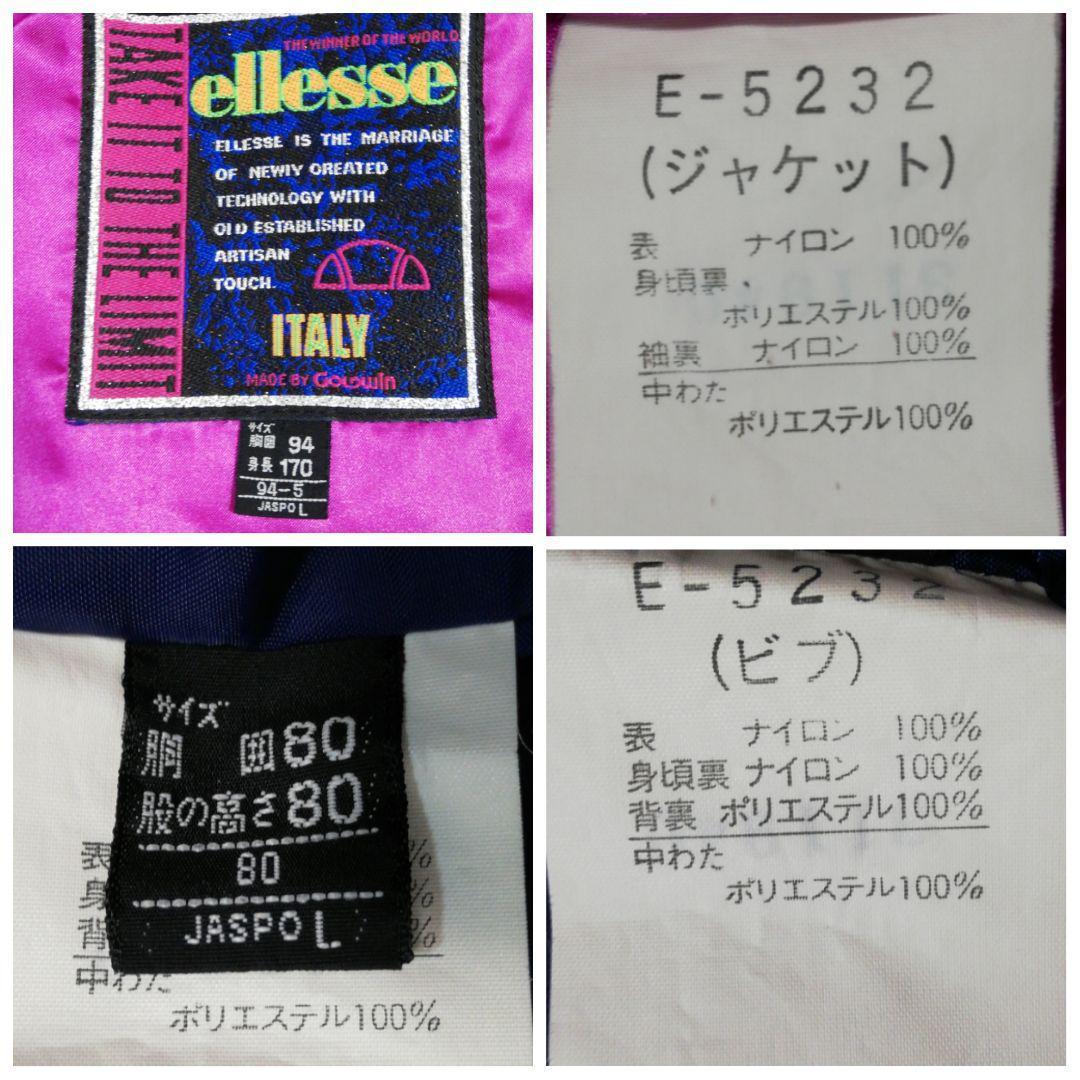 TAKE IT TO THE LIMIT
THE WINNER OF THE WORLD
ellesse
ELLESSE IS THE MARRIAGE
OF NEWLY CREATED
TECHNOLOGY WITH
OLD ESTABLISHED
ARTISAN
TOUCH.
ITALY
MADE BY GOLDWIN
サイズ
胸囲 94
身長 170
94-5
JASPO L
E-5232
(ジャケット)
表 ナイロン 100%
身頃裏、
ポリエステル100%
袖裏 ナイロン 100%
中わた
ポリエステル100%
サイズ
胴囲80
股の高さ80
80
JASPO L
表 %
身 %
背 %
中わた
ポリエステル100%
E-5232
(ビブ)
表 ナイロン 100%
身頃裏 ナイロン 100%
背裏 ポリエステル100%
中わた
ポリエステル100%